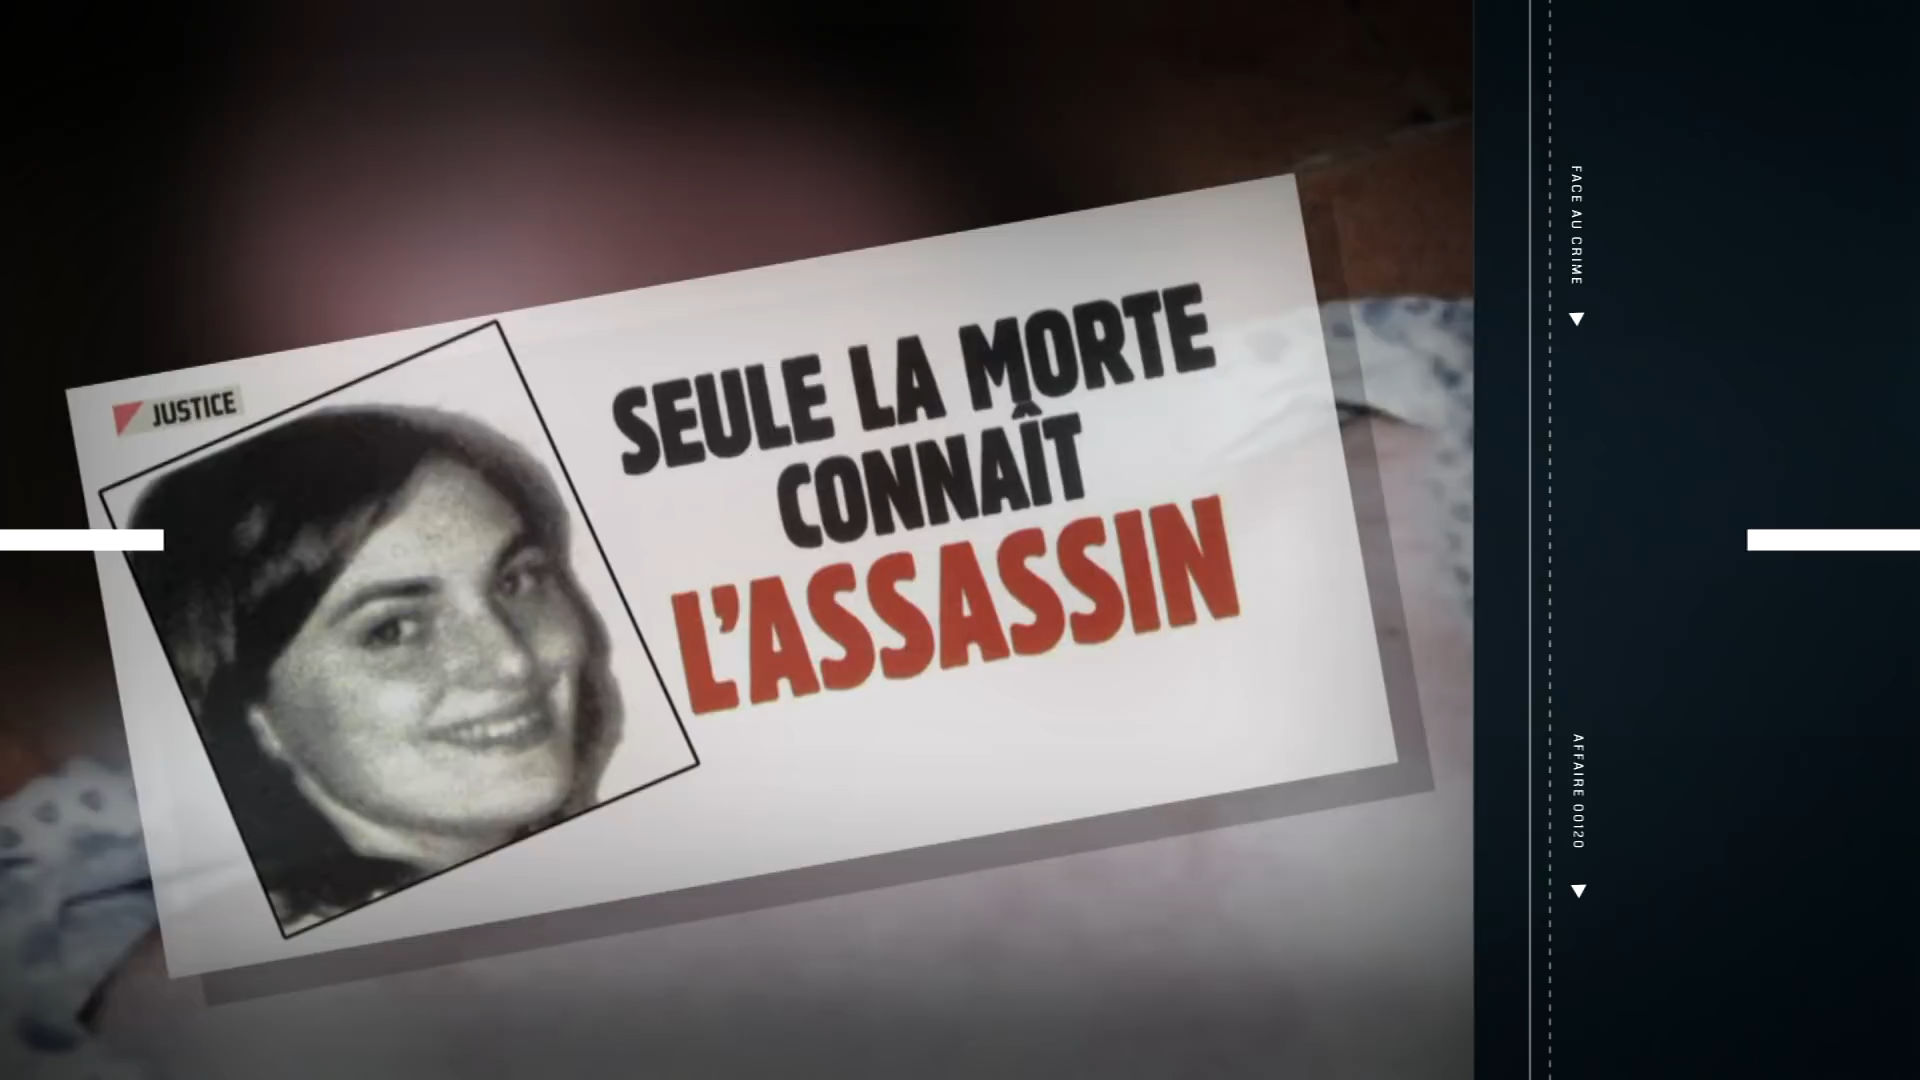 JUSTICE
SEULE LA MORTE
CONNAÎT
L'ASSASSIN
FACE AU CRIME
AFFAIRE 00120